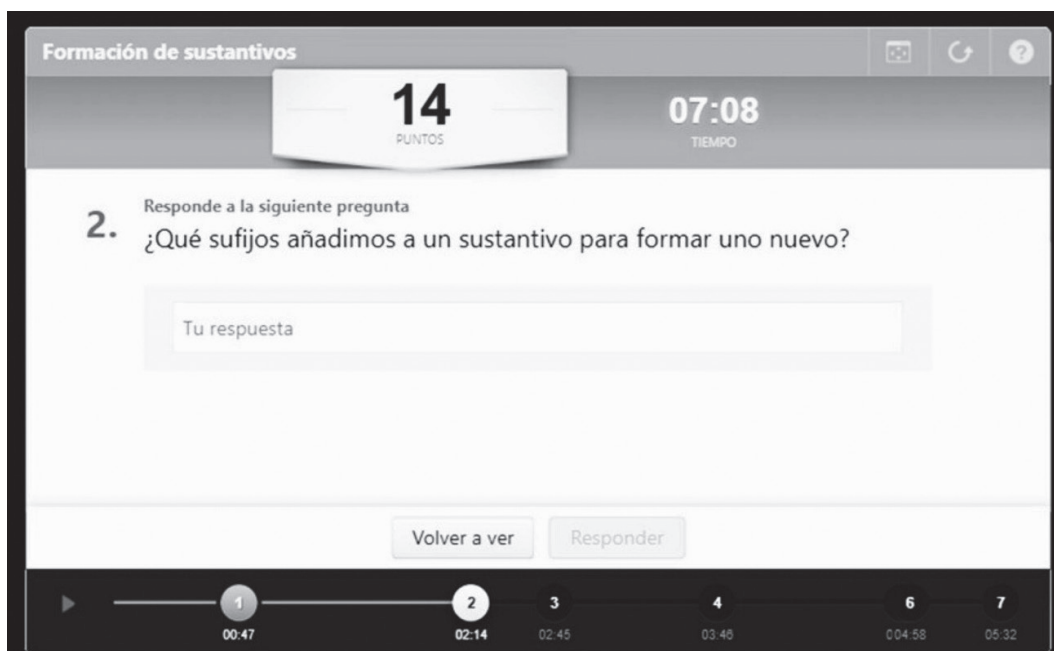 Formación de sustantivos
14
PUNTOS
07:08
TIEMPO
2.
Responde a la siguiente pregunta
¿Qué sufijos añadimos a un sustantivo para formar uno nuevo?
Tu respuesta
Volver a ver
Responder
1
2
3
4
6
7
00:47
02:14
02:45
03:46
004:58
05:32